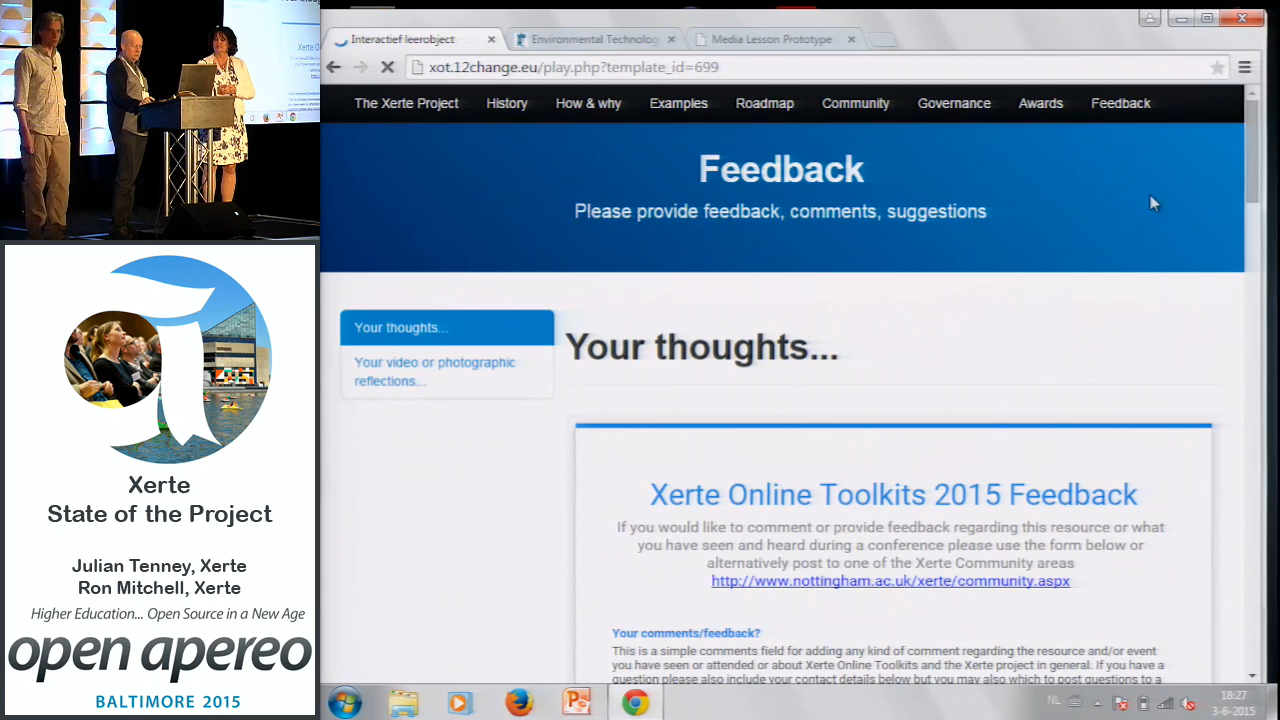 Interactief leerobject
Environmental Technolog
Media Lesson Prototype
xot.12change.eu/play.php?template_id=699
The Xerte Project
History
How & why
Examples
Roadmap
Community
Governance
Awards
Feedback
Feedback
Please provide feedback, comments, suggestions
Your thoughts...
Your video or photographic
reflections...
Your thoughts...
Xerte Online Toolkits 2015 Feedback
If you would like to comment or provide feedback regarding this resource or what
you have seen and heard during a conference please use the form below or
alternatively post to one of the Xerte Community areas
http://www.nottingham.ac.uk/xerte/community.aspx
Your comments/feedback?
This is a simple comments field for adding any kind of comment regarding the resource and/or event
you have seen or attended or about Xerte Online Toolkits and the Xerte project in general. If you have a
question please also include your contact details below but you may also which to post questions to a
NL
18:27
3-6-2015
Xerte
State of the Project
Julian Tenney, Xerte
Ron Mitchell, Xerte
Higher Education... Open Source in a New Age
open apereo
BALTIMORE 2015